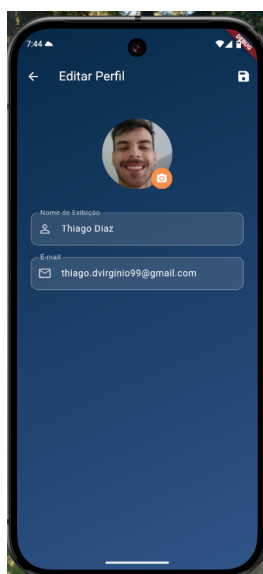 7:44
DEBUG
Editar Perfil
Nome de Exibição
Thiago Diaz
E-mail
thiago.dvirginio99@gmail.com